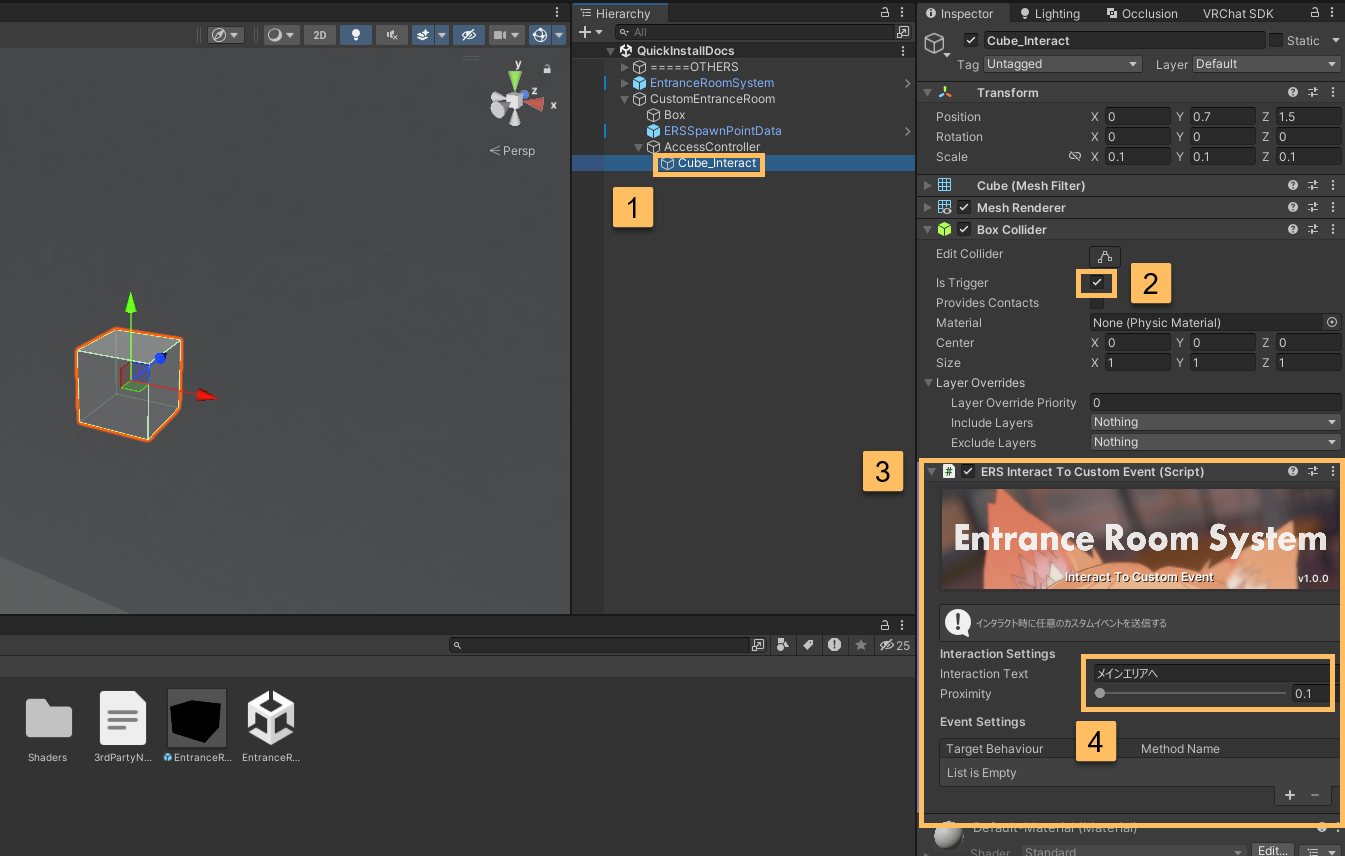 2D
y
z
x
Persp
Hierarchy
All
QuickInstallDocs
=====OTHERS
EntranceRoomSystem
CustomEntranceRoom
Box
ERSSpawnPointData
AccessController
Cube_Interact
1
25
Shaders
3rdPartyN...
EntranceR...
EntranceR...
Inspector Lighting Occlusion VRChat SDK
Cube_Interact Static
Tag Untagged Layer Default
Transform
Position X 0 Y 0.7 Z 1.5
Rotation X 0 Y 0 Z 0
Scale X 0.1 Y 0.1 Z 0.1
Cube (Mesh Filter)
Mesh Renderer
Box Collider
Edit Collider
Is Trigger
2
Provides Contacts
Material None (Physic Material)
Center X 0 Y 0 Z 0
Size X 1 Y 1 Z 1
Layer Overrides
Layer Override Priority 0
Include Layers Nothing
Exclude Layers Nothing
3
# ERS Interact To Custom Event (Script)
Entrance Room System
Interact To Custom Event v1.0.0
インタラクト時に任意のカスタムイベントを送信する
Interaction Settings
Interaction Text メインエリアへ
Proximity 0.1
Event Settings
4
Target Behaviour Method Name
List is Empty
+ −
Default-Material (Material)
Shader Standard Edit...